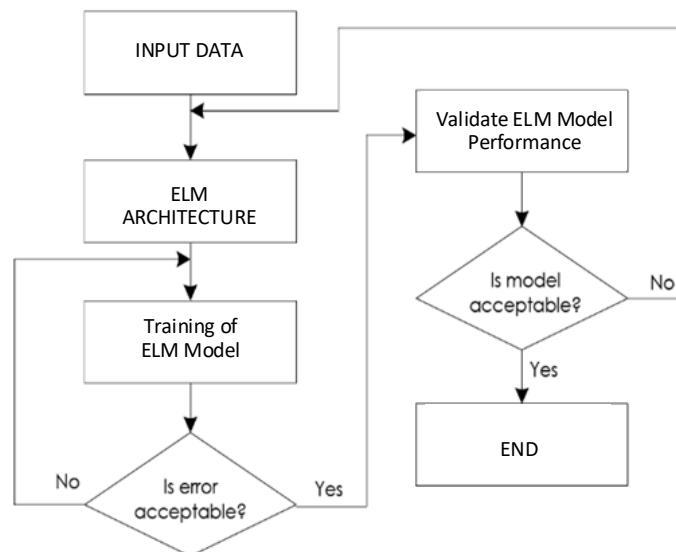 INPUT DATA
ELM
ARCHITECTURE
Training of
ELM Model
Is error
acceptable?
No
Yes
Validate ELM Model
Performance
Is model
acceptable?
No
Yes
END